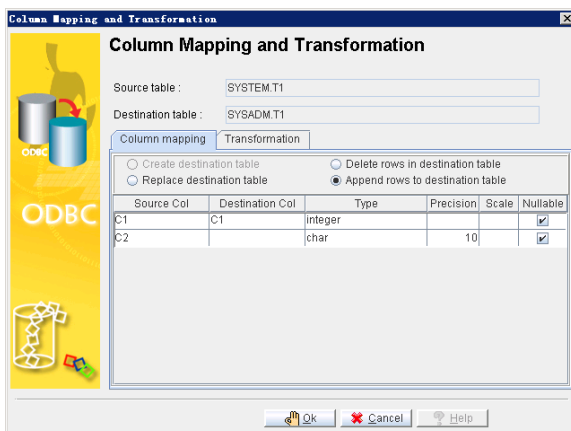 Column Mapping and Transformation
Column Mapping and Transformation
Source table : SYSTEM.T1
Destination table : SYSADM.T1
Column mapping Transformation
Create destination table Delete rows in destination table
Replace destination table Append rows to destination table
Source Col Destination Col Type Precision Scale Nullable
C1 C1 integer
C2 char 10
ODBC
ODBC
Ok Cancel ? Help